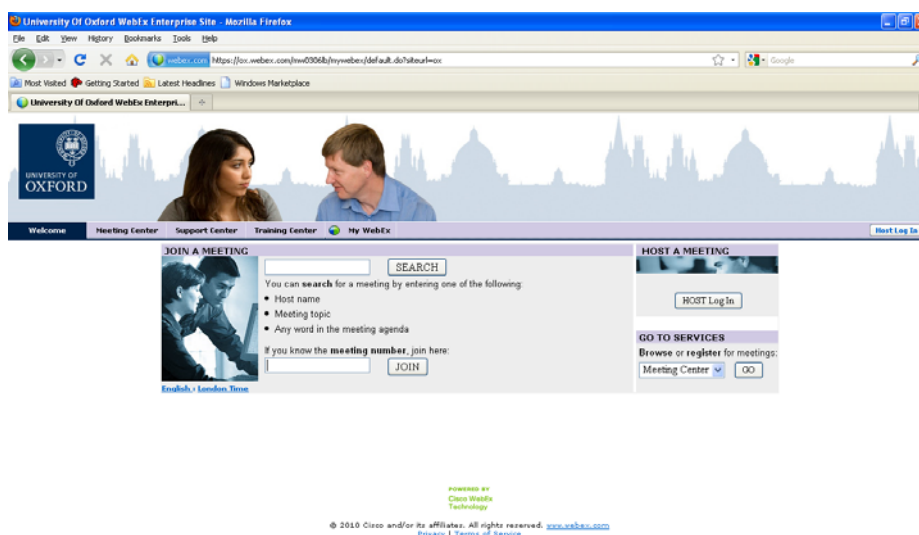 University Of Oxford WebEx Enterprise Site - Mozilla Firefox
File Edit View History Bookmarks Tools Help
webex.com https://ox.webex.com/mw0306lb/mywebex/default.do?siteurl=ox
Google
Most Visited Getting Started Latest Headlines Windows Marketplace
University Of Oxford WebEx Enterpri...
UNIVERSITY OF
OXFORD
Welcome Meeting Center Support Center Training Center My WebEx Host Log In
JOIN A MEETING
SEARCH
You can search for a meeting by entering one of the following:
• Host name
• Meeting topic
• Any word in the meeting agenda
If you know the meeting number, join here:
JOIN
English : London Time
HOST A MEETING
HOST Log In
GO TO SERVICES
Browse or register for meetings:
Meeting Center GO
POWERED BY
Cisco WebEx
Technology
© 2010 Cisco and/or its affiliates. All rights reserved. www.webex.com
Privacy | Terms of Service